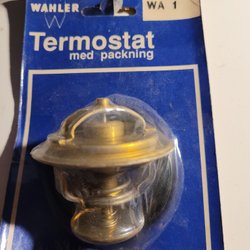 WAHLER
WA 1
Termostat
med packning